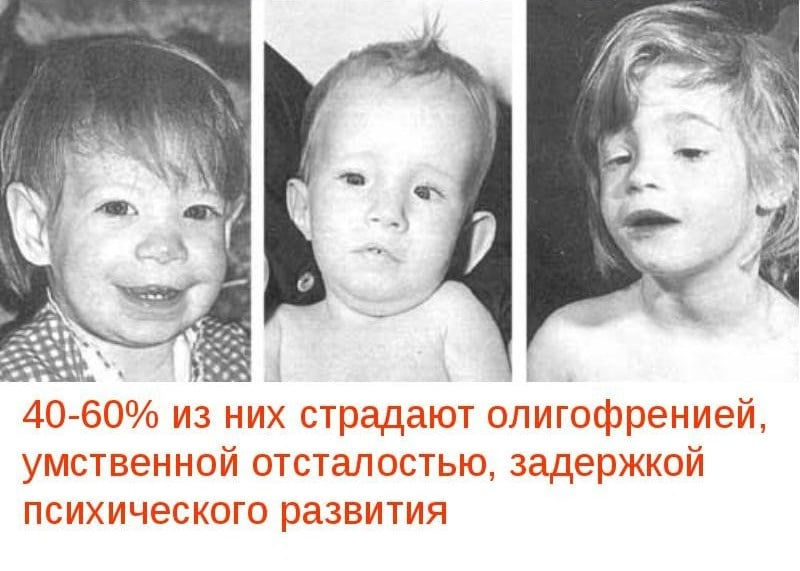 40-60% из них страдают олигофренией,
умственной отсталостью, задержкой
психического развития